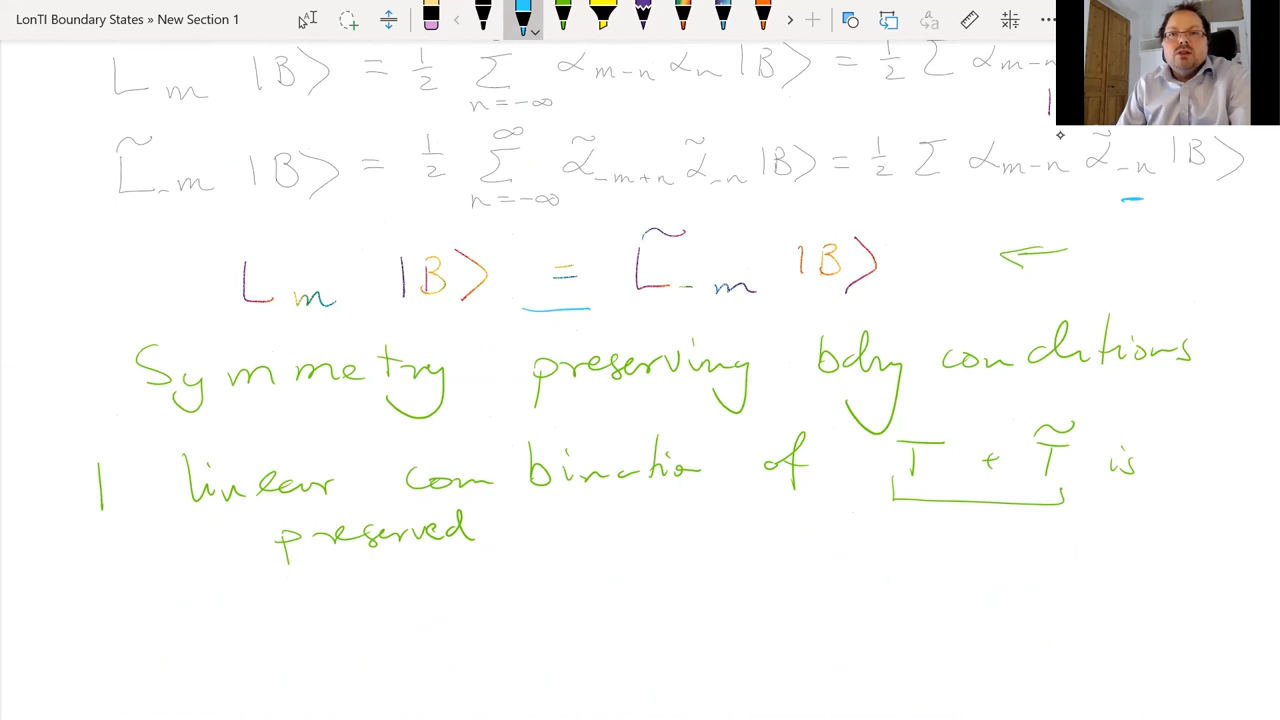 LonTI Boundary States » New Section 1
L_m |B⟩ = 1/2 Σ_{n=-∞} α_{m-n} α_n |B⟩ = 1/2 Σ α_{m-n}
L̃_{-m} |B⟩ = 1/2 Σ_{n=-∞}^{∞} α̃_{-m+n} α̃_{-n} |B⟩ = 1/2 Σ α_{m-n} α̃_{-n} |B⟩
L_m |B⟩ = L̃_{-m} |B⟩ ⇐
Symmetry preserving bdry conditions
1 linear combination of T + T̃ is
preserved